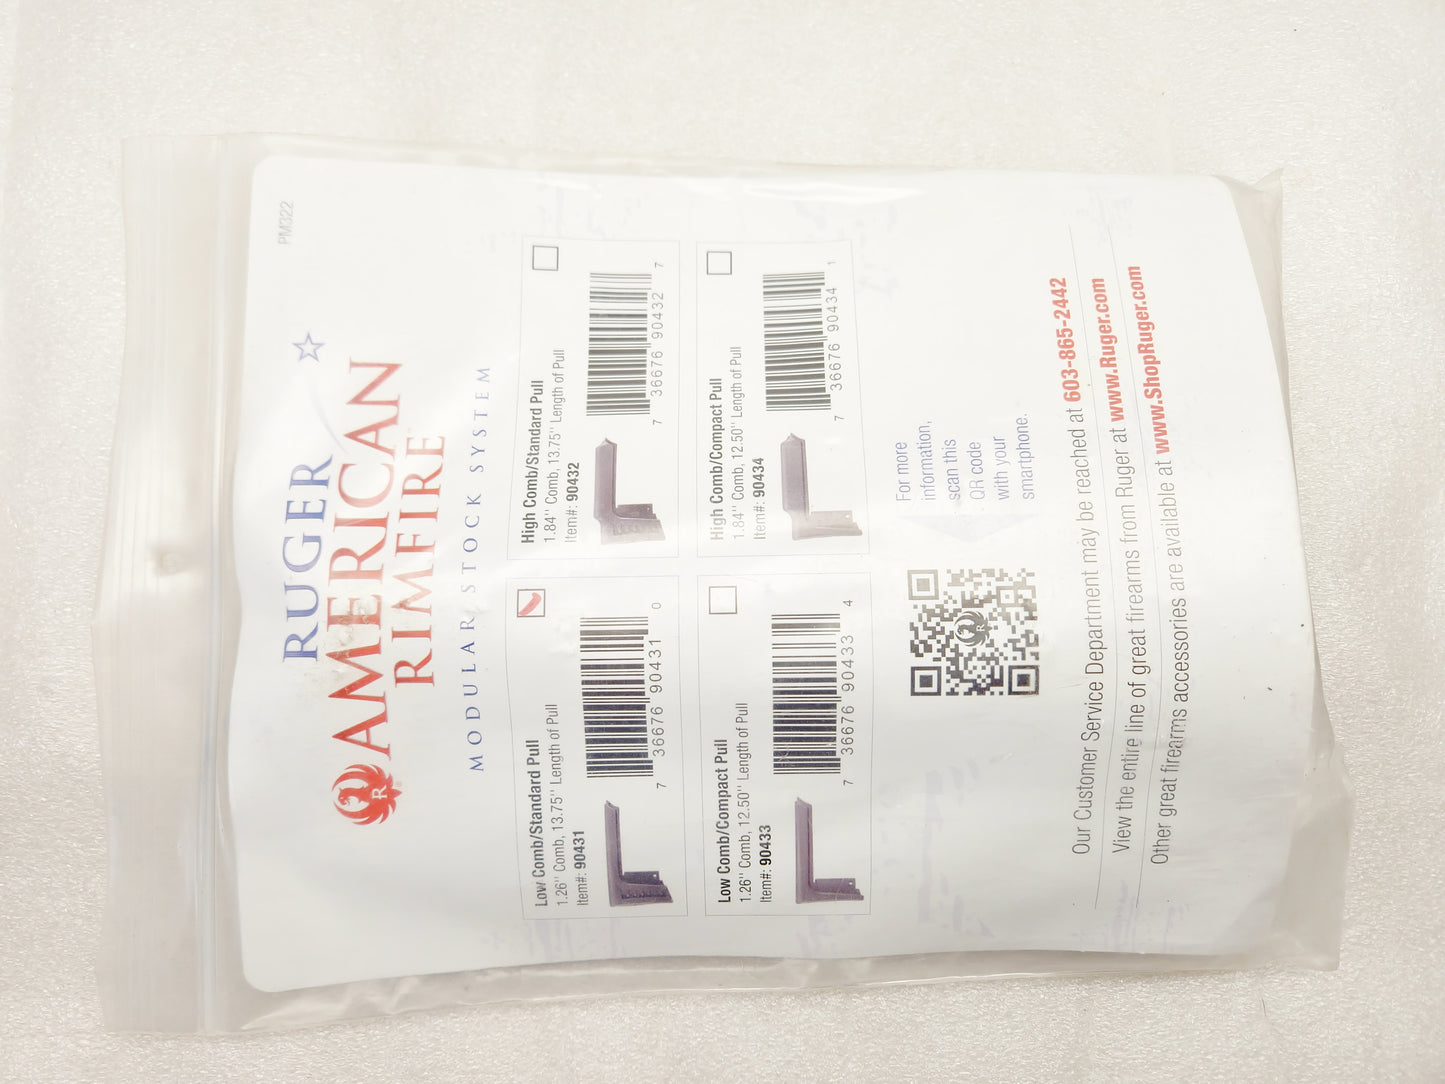 PM322
RUGER
AMERICAN
RIMFIRE
MODULAR STOCK SYSTEM
R
®
Low Comb/Standard Pull
1.26" Comb, 13.75" Length of Pull
Item#: 90431
7 36676 90431 0
High Comb/Standard Pull
1.84" Comb, 13.75" Length of Pull
Item#: 90432
7 36676 90432 7
Low Comb/Compact Pull
1.26" Comb, 12.50" Length of Pull
Item#: 90433
7 36676 90433 4
High Comb/Compact Pull
1.84" Comb, 12.50" Length of Pull
Item#: 90434
7 36676 90434 1
R
For more
information,
scan this
QR code
with your
smartphone.
Our Customer Service Department may be reached at 603-865-2442
View the entire line of great firearms from Ruger at www.Ruger.com
Other great firearms accessories are available at www.ShopRuger.com